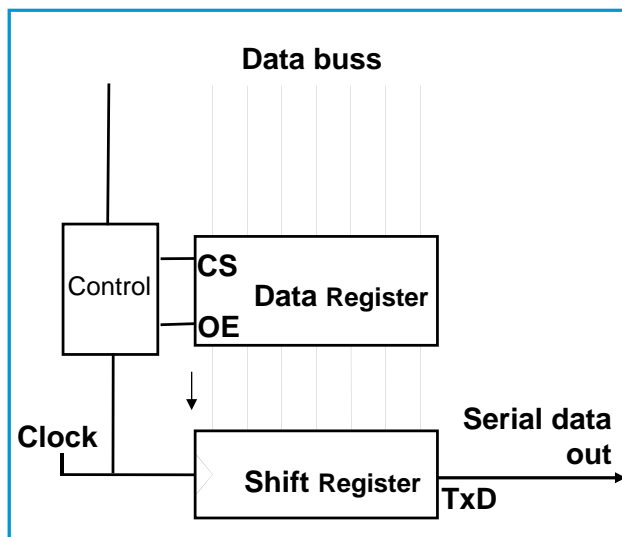 Data buss
CS
Control
Data Register
OE
Clock
Serial data
out
Shift Register
TxD